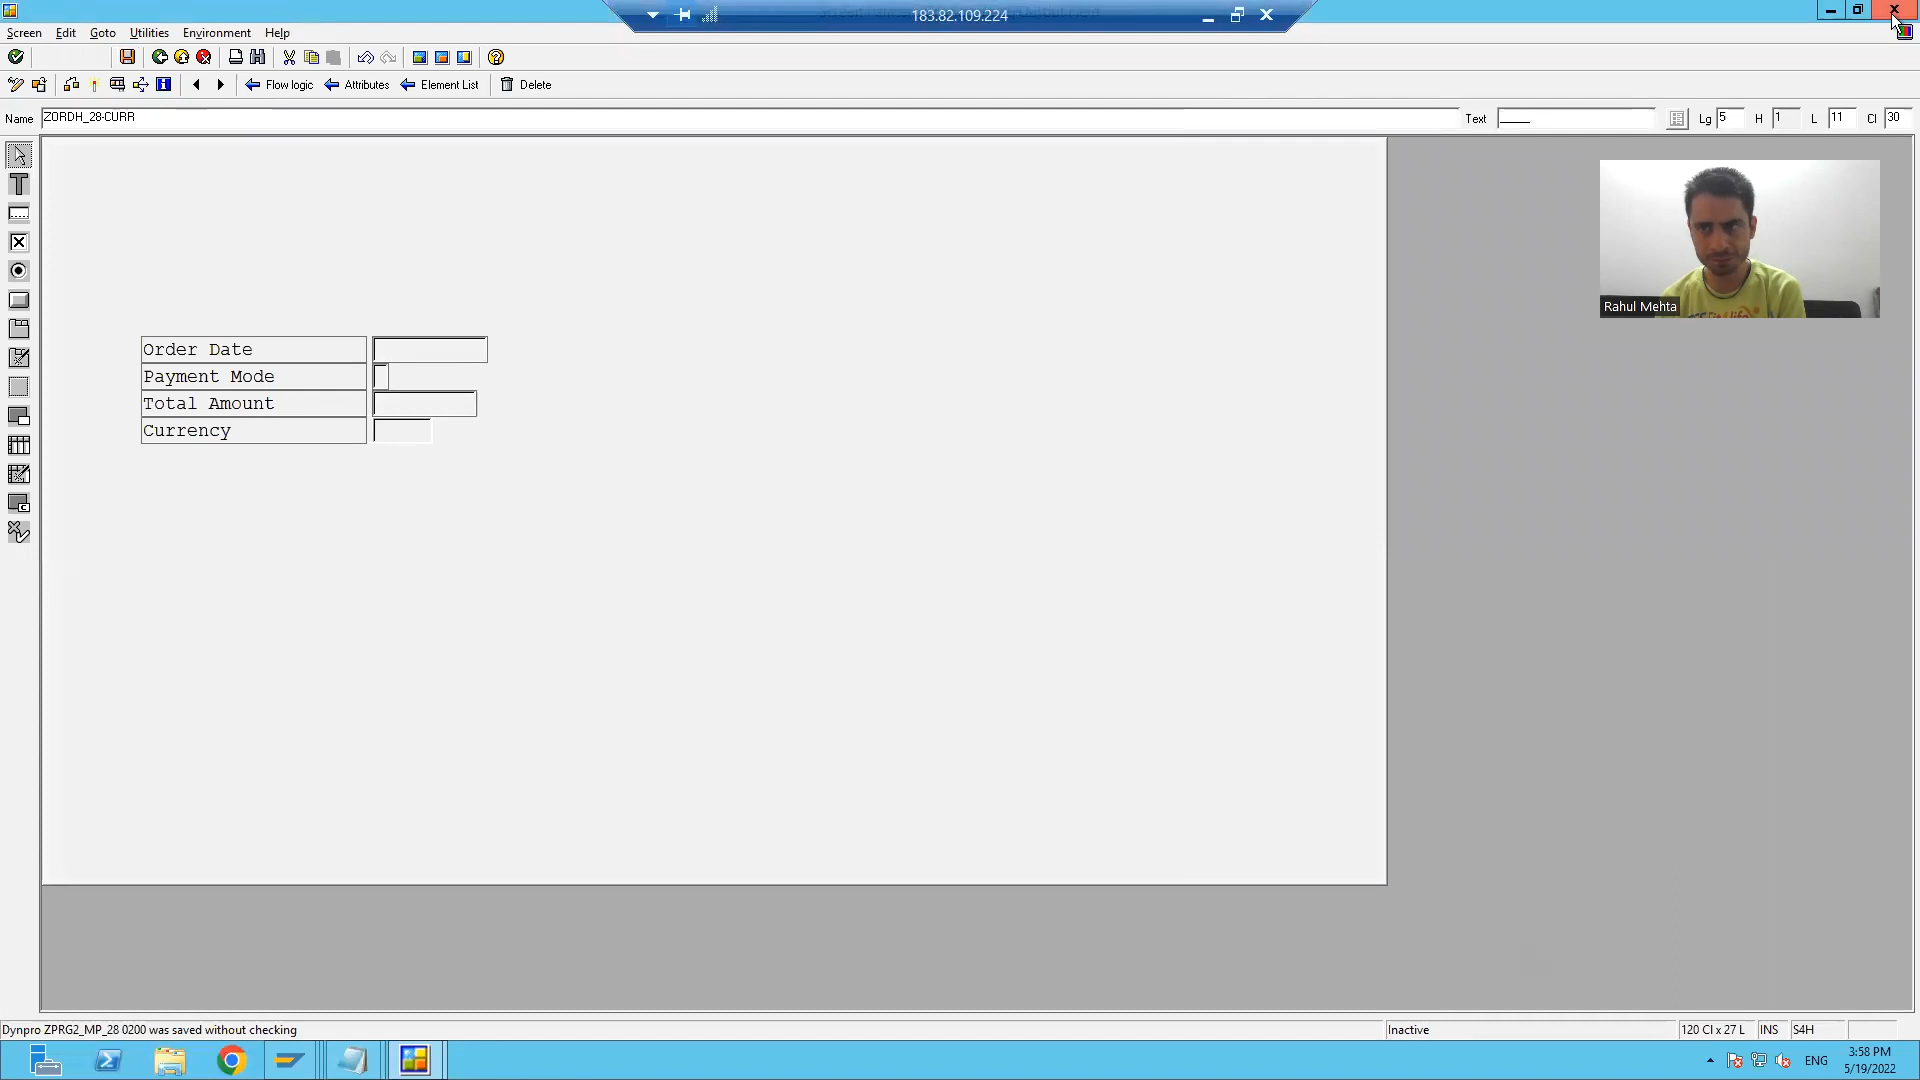 183.82.109.224
Screen Edit Goto Utilities Environment Help
Flow logic Attributes Element List Delete
Name ZORDH_28-CURR Text _____ Lg 5 H 1 L 11 Cl 30
Rahul Mehta
Order Date
Payment Mode
Total Amount
Currency
Dynpro ZPRG2_MP_28 0200 was saved without checking Inactive 120 Cl x 27 L INS S4H
ENG 3:58 PM
5/19/2022